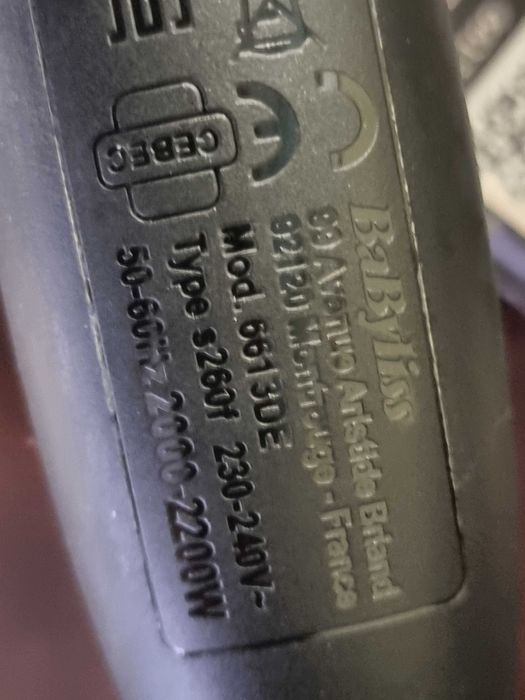 BaByliss
99 Avenue Aristide Briand
92120 Montrouge - France
Mod. 6613DE
Type s260f 230-240V~
50-60Hz 2000-2200W
CE
CEBEC